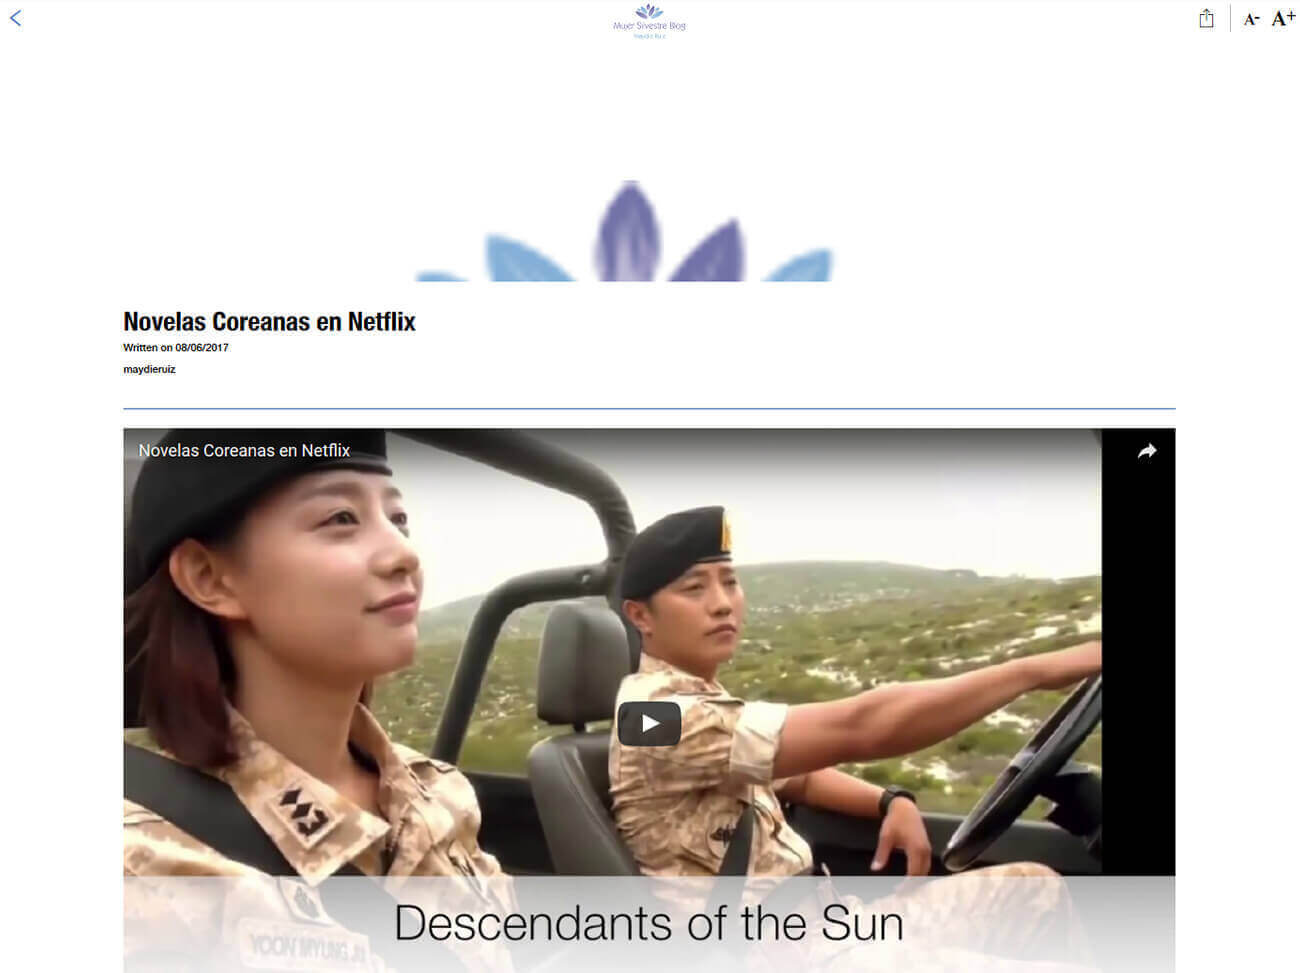 Mujer Silvestre Blog
Maydie Ruiz
A- A+
Novelas Coreanas en Netflix
Written on 08/06/2017
maydieruiz
Novelas Coreanas en Netflix
YOON MYUNG JU
Descendants of the Sun